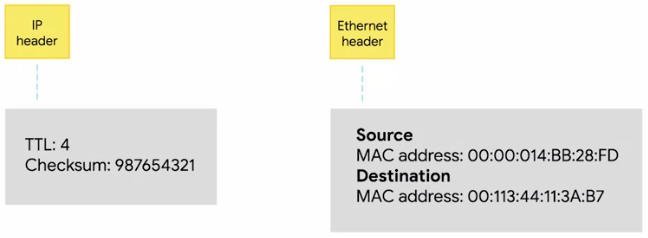 IP
header
Ethernet
header
TTL: 4
Checksum: 987654321
Source
MAC address: 00:00:014:BB:28:FD
Destination
MAC address: 00:113:44:11:3A:B7